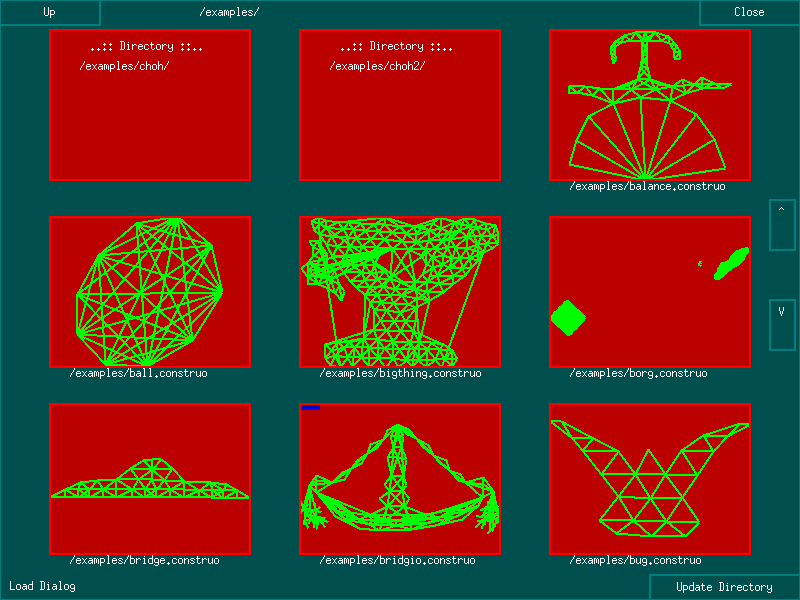 Up
/examples/
Close
..:: Directory ::..
/examples/choh/
..:: Directory ::..
/examples/choh2/
/examples/balance.construo
^
V
/examples/ball.construo
/examples/bigthing.construo
/examples/borg.construo
/examples/bridge.construo
/examples/bridgio.construo
/examples/bug.construo
Load Dialog
Update Directory